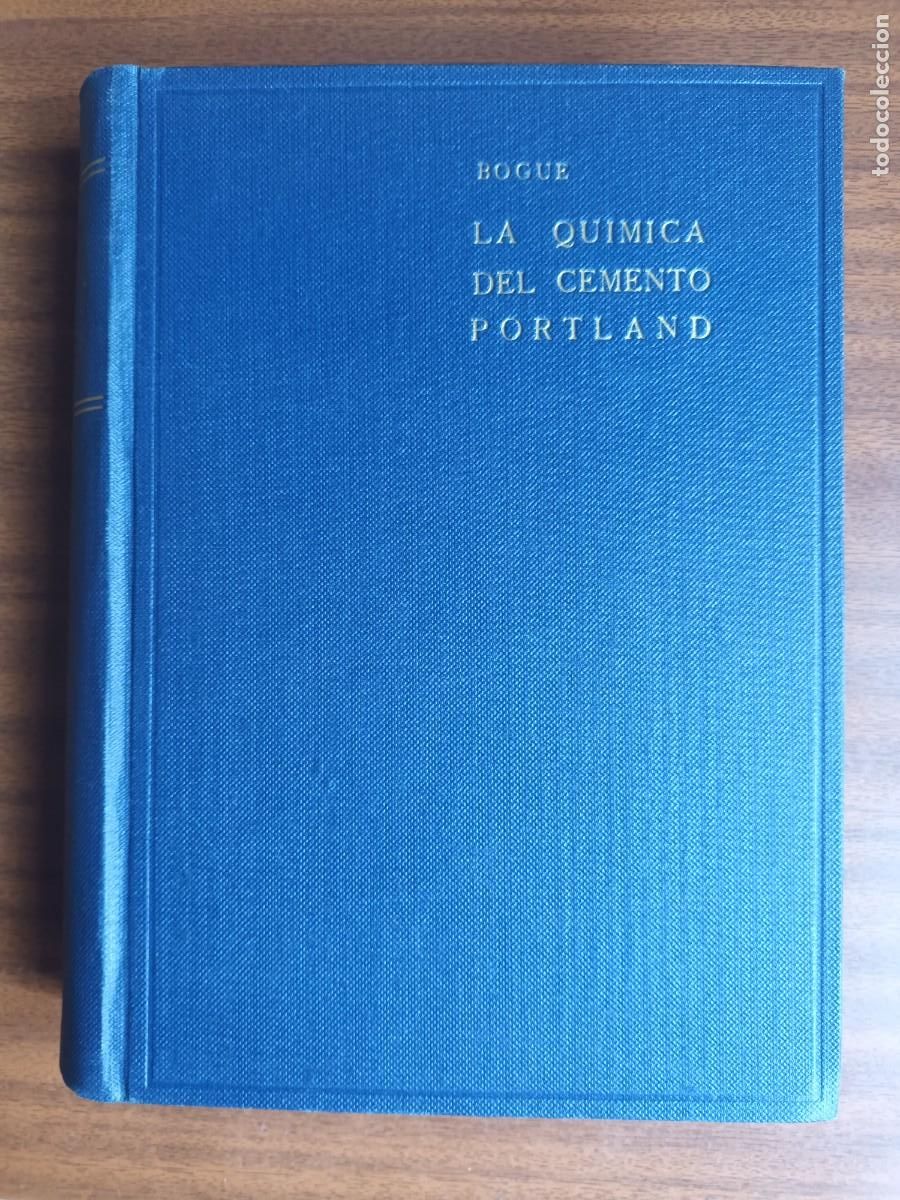 BOGUE
LA QUIMICA
DEL CEMENTO
PORTLAND
todocoleccion